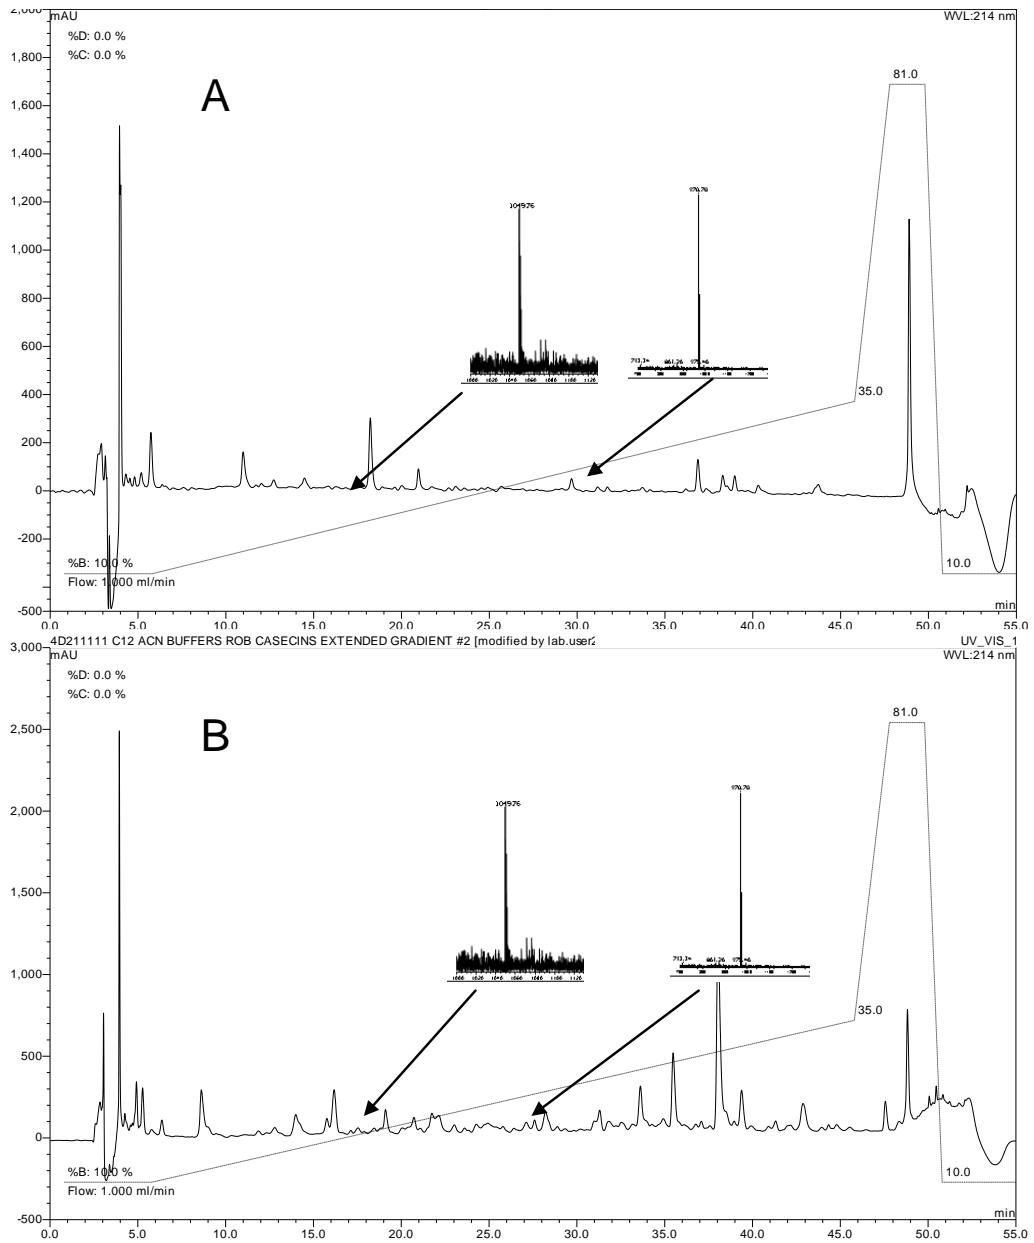 2,000
mAU
WVL:214 nm
%D: 0.0 %
%C: 0.0 %
A
81.0
1,800
1,600
1,400
1,200
1,000
800
600
400
200
0
-200
-500
35.0
%B: 10.0 %
Flow: 1.000 ml/min
10.0
min
0.0 5.0 10.0 15.0 20.0 25.0 30.0 35.0 40.0 45.0 50.0 55.0
4D211111 C12 ACN BUFFERS ROB CASECINS EXTENDED GRADIENT #2 [modified by lab.user2
UV_VIS_1
3,000
mAU
WVL:214 nm
%D: 0.0 %
%C: 0.0 %
B
81.0
2,500
2,000
1,500
1,000
500
0
-500
35.0
%B: 10.0 %
Flow: 1.000 ml/min
10.0
min
0.0 5.0 10.0 15.0 20.0 25.0 30.0 35.0 40.0 45.0 50.0 55.0